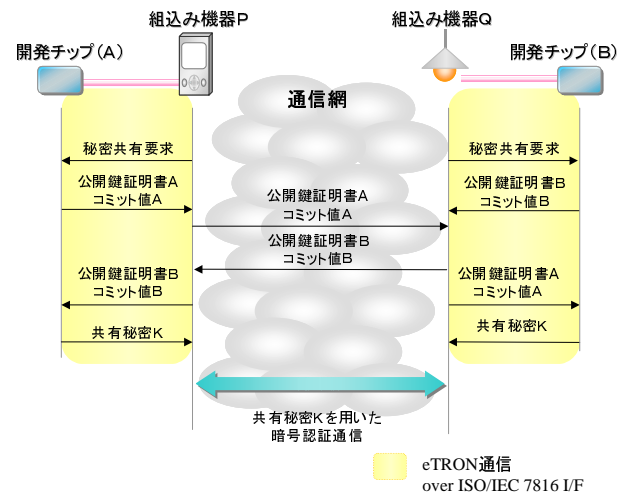 組込み機器P
組込み機器Q
開発チップ(A)
開発チップ(B)
通信網
秘密共有要求
秘密共有要求
公開鍵証明書A
コミット値A
公開鍵証明書B
コミット値B
公開鍵証明書A
コミット値A
公開鍵証明書B
コミット値B
公開鍵証明書B
コミット値B
公開鍵証明書A
コミット値A
共有秘密K
共有秘密K
共有秘密Kを用いた
暗号認証通信
eTRON通信
over ISO/IEC 7816 I/F